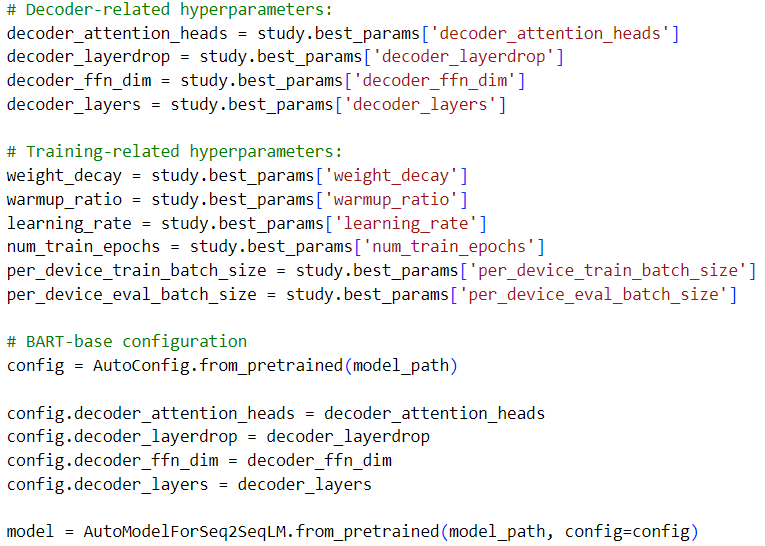 # Decoder-related hyperparameters:
decoder_attention_heads = study.best_params['decoder_attention_heads']
decoder_layerdrop = study.best_params['decoder_layerdrop']
decoder_ffn_dim = study.best_params['decoder_ffn_dim']
decoder_layers = study.best_params['decoder_layers']
# Training-related hyperparameters:
weight_decay = study.best_params['weight_decay']
warmup_ratio = study.best_params['warmup_ratio']
learning_rate = study.best_params['learning_rate']
num_train_epochs = study.best_params['num_train_epochs']
per_device_train_batch_size = study.best_params['per_device_train_batch_size']
per_device_eval_batch_size = study.best_params['per_device_eval_batch_size']
# BART-base configuration
config = AutoConfig.from_pretrained(model_path)
config.decoder_attention_heads = decoder_attention_heads
config.decoder_layerdrop = decoder_layerdrop
config.decoder_ffn_dim = decoder_ffn_dim
config.decoder_layers = decoder_layers
model = AutoModelForSeq2SeqLM.from_pretrained(model_path, config=config)